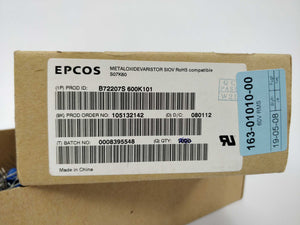 EPCOS
METALOXIDEVARISTOR SIOV RoHS compatible
S07K60
(1P) PROD ID: B72207S 600K101
(9K) PROD.ORDER NO: 105132142
(D) D/C: 080112
(T) BATCH NO: 0008395548
(Q) QTY:
Made in China
163-01010-00
60V RMS
19-05-08